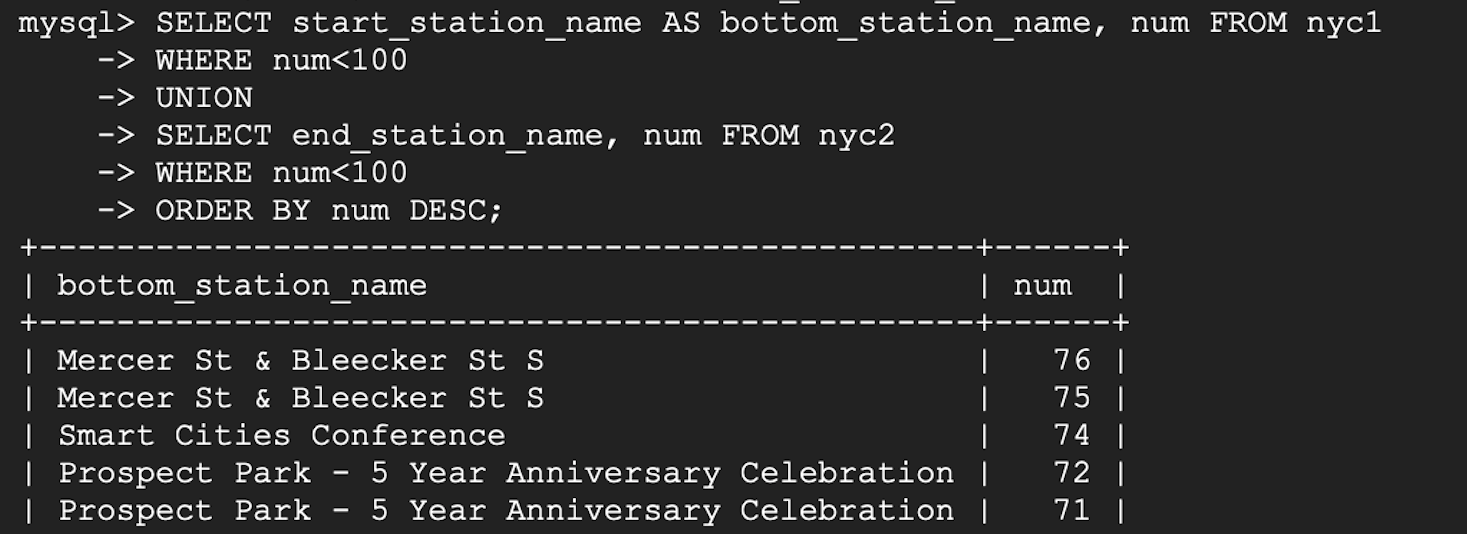 mysql> SELECT start_station_name AS bottom_station_name, num FROM nyc1
    -> WHERE num<100
    -> UNION
    -> SELECT end_station_name, num FROM nyc2
    -> WHERE num<100
    -> ORDER BY num DESC;
+------------------------------------------------+------+
| bottom_station_name                            | num  |
+------------------------------------------------+------+
| Mercer St & Bleecker St S                      |   76 |
| Mercer St & Bleecker St S                      |   75 |
| Smart Cities Conference                        |   74 |
| Prospect Park - 5 Year Anniversary Celebration |   72 |
| Prospect Park - 5 Year Anniversary Celebration |   71 |